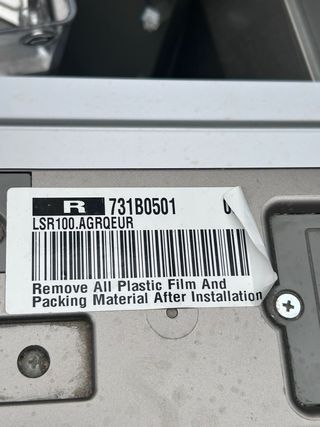 R 731B0501
LSR100.AGRQEUR
Remove All Plastic Film And
Packing Material After Installation